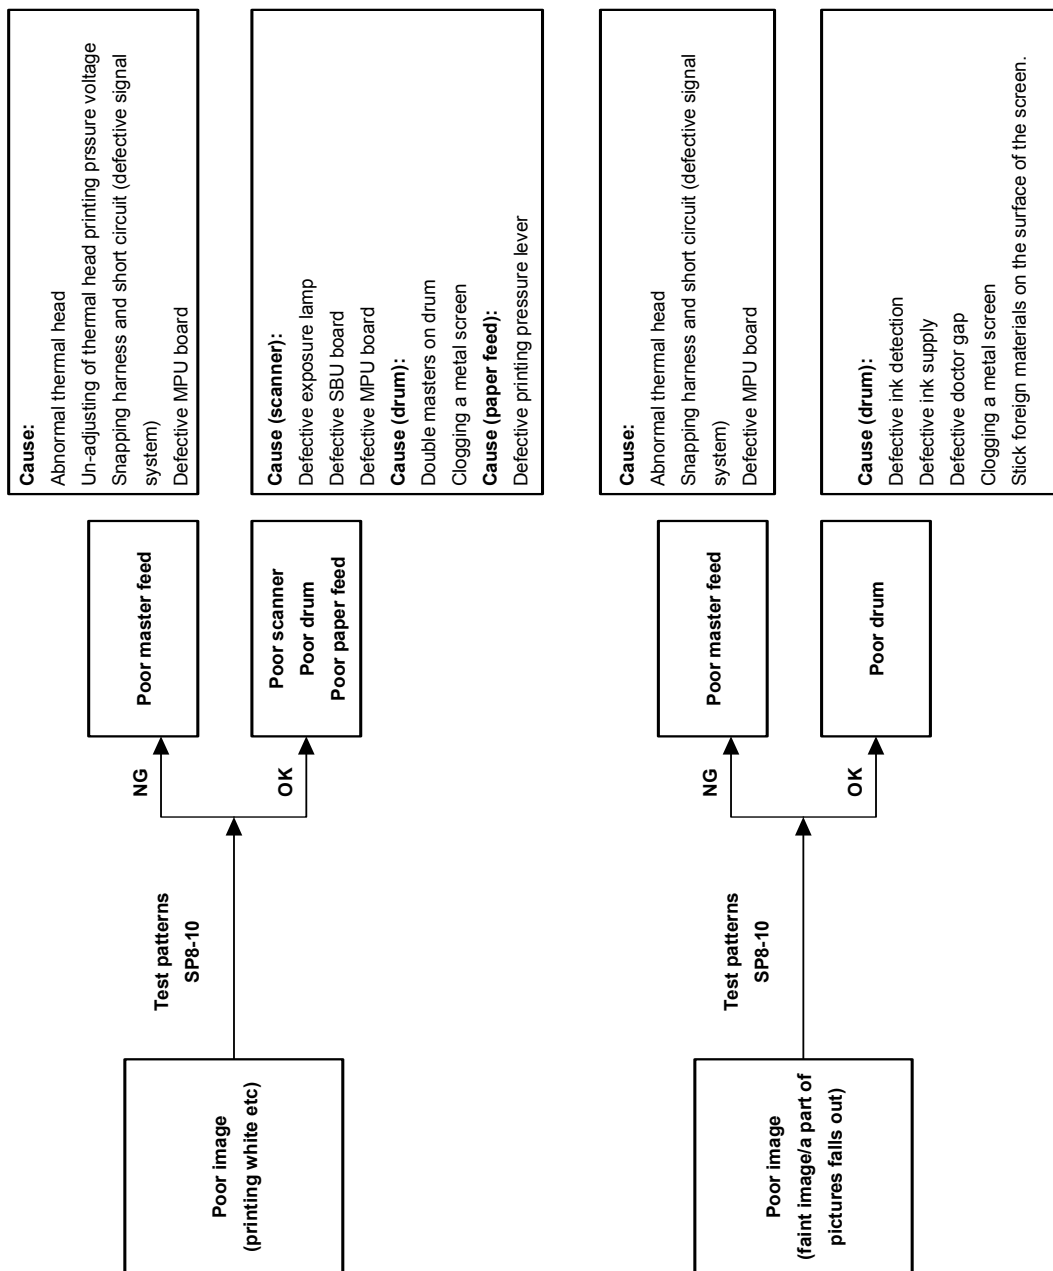 Poor image
(printing white etc)
Test patterns
SP8-10
NG
OK
Poor master feed
Cause:
Abnormal thermal head
Un-adjusting of thermal head printing prssure voltage
Snapping harness and short circuit (defective signal
system)
Defective MPU board
Poor scanner
Poor drum
Poor paper feed
Cause (scanner):
Defective exposure lamp
Defective SBU board
Defective MPU board
Cause (drum):
Double masters on drum
Clogging a metal screen
Cause (paper feed):
Defective printing pressure lever
Poor image
(faint image/a part of
pictures falls out)
Test patterns
SP8-10
NG
OK
Poor master feed
Cause:
Abnormal thermal head
Snapping harness and short circuit (defective signal
system)
Defective MPU board
Poor drum
Cause (drum):
Defective ink detection
Defective ink supply
Defective doctor gap
Clogging a metal screen
Stick foreign materials on the surface of the screen.